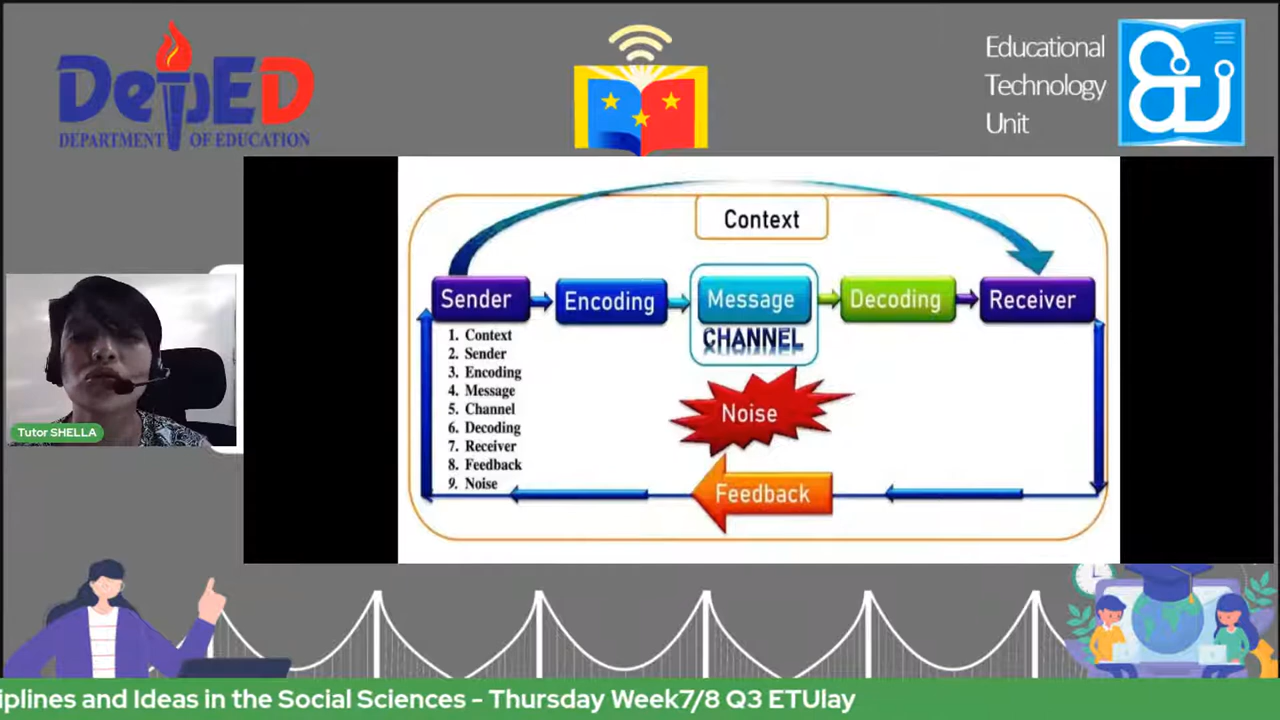 DepED
DEPARTMENT OF EDUCATION
Educational
Technology
Unit
Context
Sender
Encoding
Message
Decoding
Receiver
CHANNEL
1. Context
2. Sender
3. Encoding
4. Message
5. Channel
6. Decoding
7. Receiver
8. Feedback
9. Noise
Noise
Feedback
Tutor SHELLA
iplines and Ideas in the Social Sciences - Thursday Week7/8 Q3 ETUlay